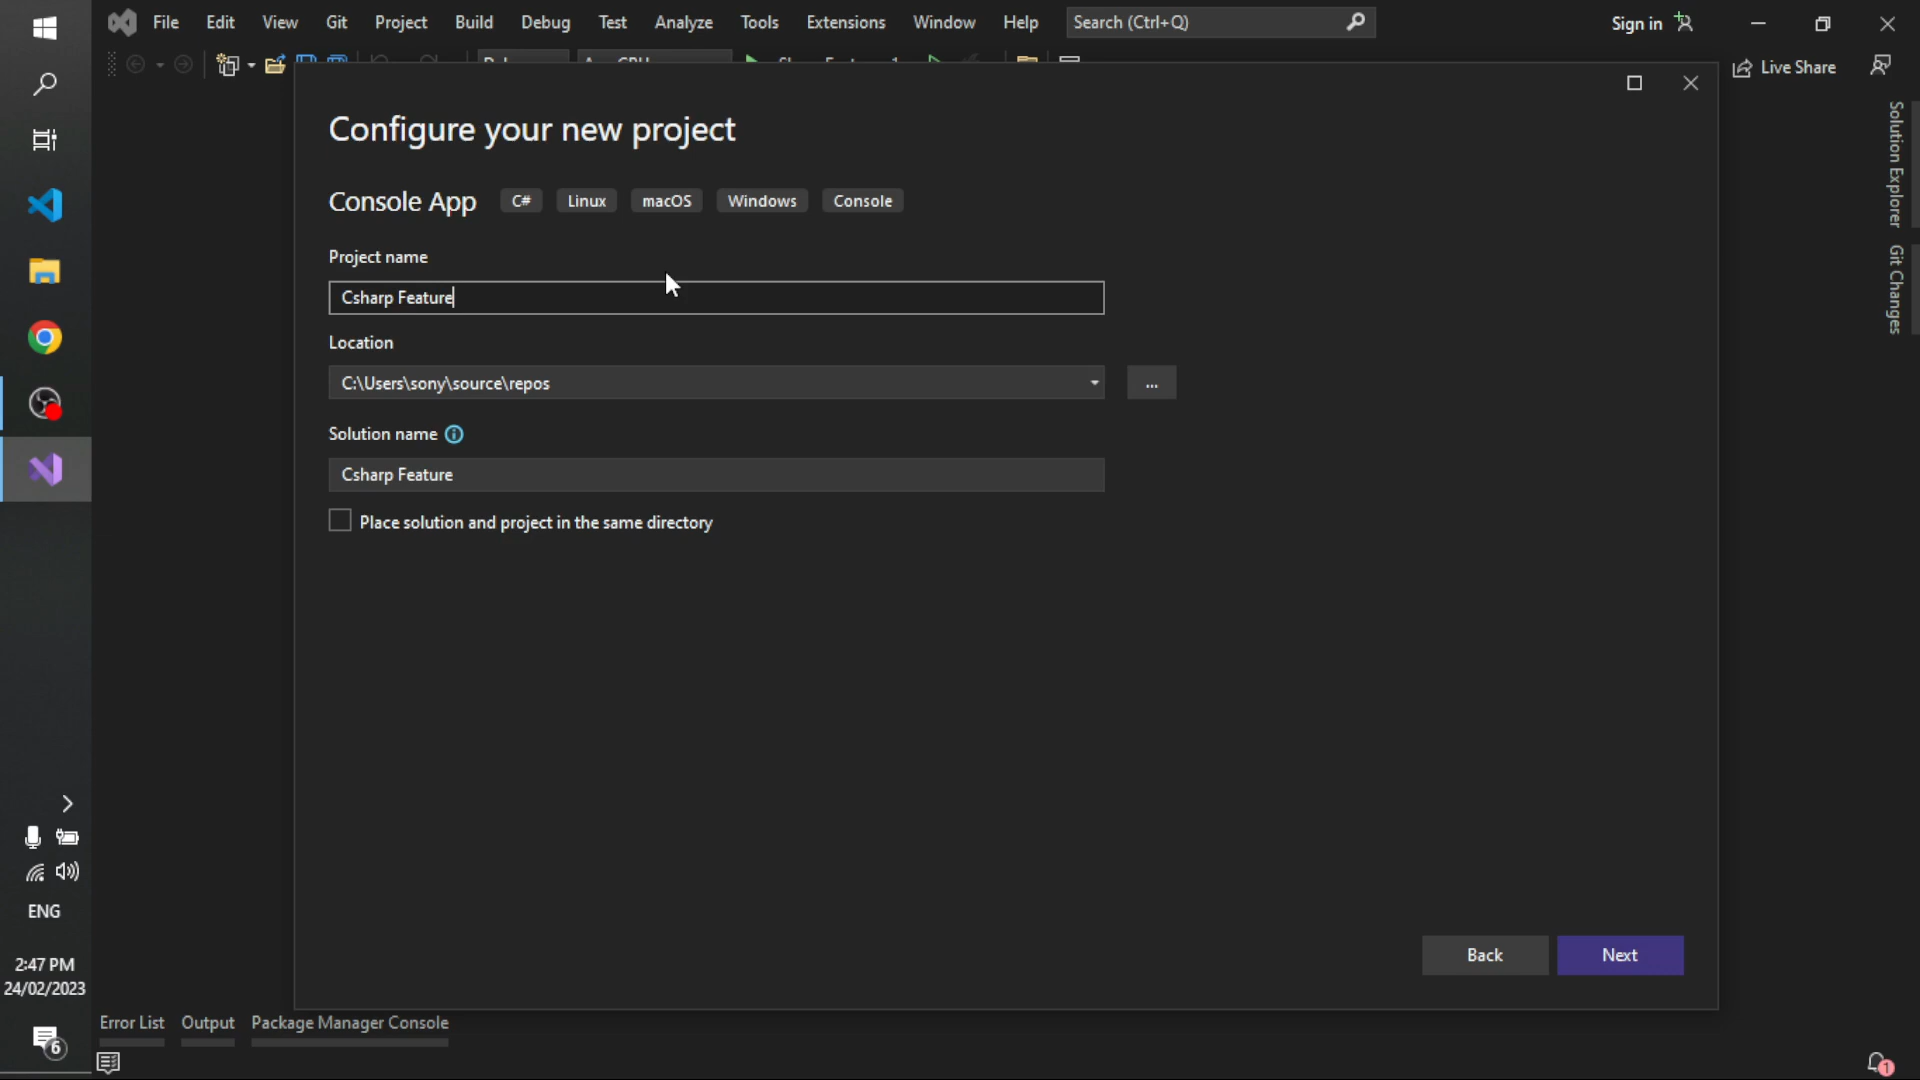 File Edit View Git Project Build Debug Test Analyze Tools Extensions Window Help Search (Ctrl+Q) Sign in
Live Share
Configure your new project
Console App C# Linux macOS Windows Console
Project name
Csharp Feature
Location
C:\Users\sony\source\repos
...
Solution name
Csharp Feature
Place solution and project in the same directory
Back Next
Solution Explorer
Git Changes
ENG
2:47 PM
24/02/2023
6
Error List Output Package Manager Console
1